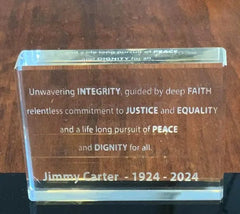 Unwavering INTEGRITY, guided by deep FAITH
relentless commitment to JUSTICE and EQUALITY
and a life long pursuit of PEACE
and DIGNITY for all.
Jimmy Carter - 1924 - 2024